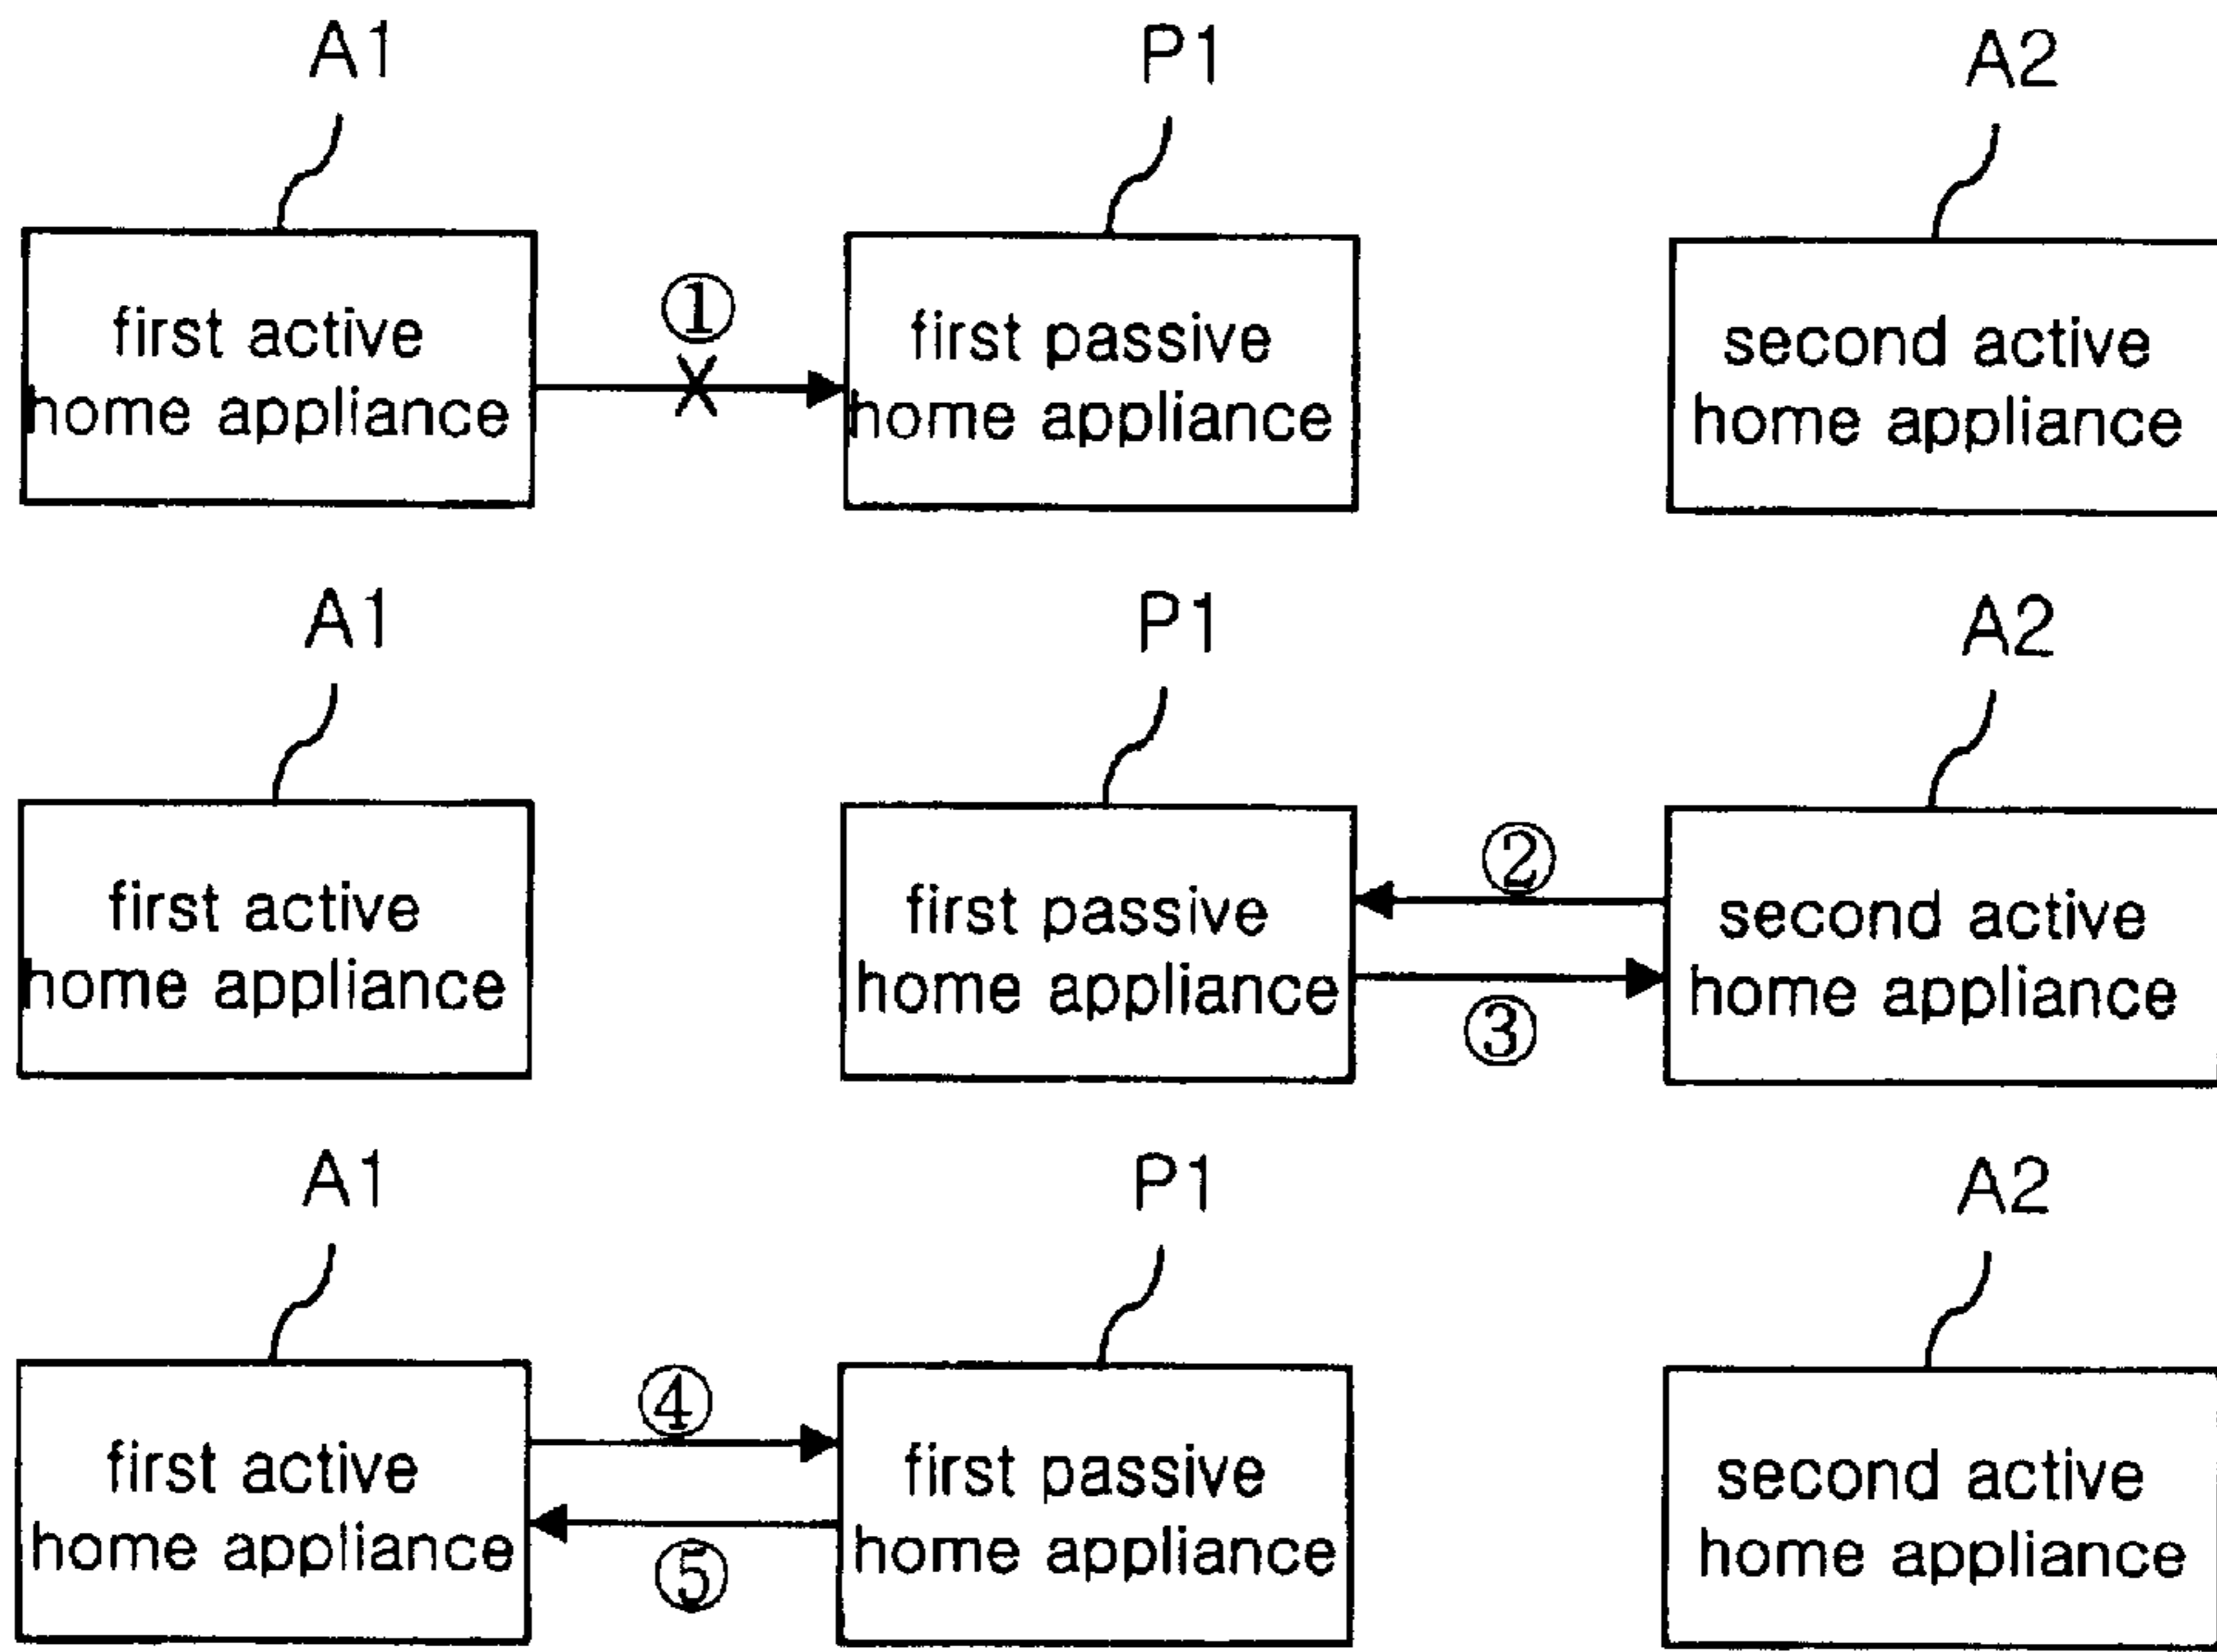 A1 P1 A2
①
first active first passive second active
home appliance home appliance home appliance
X
A1 P1 A2
②
first active first passive second active
home appliance home appliance home appliance
③
A1 P1 A2
④
first active first passive second active
home appliance home appliance home appliance
⑤